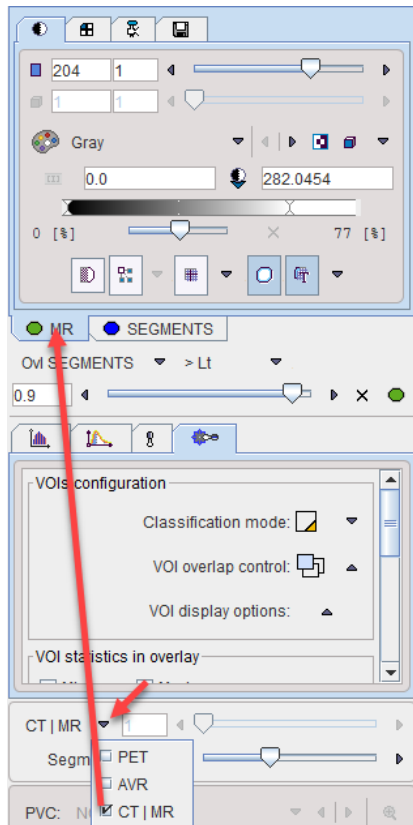 204 1
1 1
Gray
0.0 282.0454
0 [%] 77 [%]
MR SEGMENTS
Ovl SEGMENTS > Lt
0.9
VOIs configuration
Classification mode:
VOI overlap control:
VOI display options:
VOI statistics in overlay
CT | MR 1
Segm
PET
AVR
PVC:
CT | MR